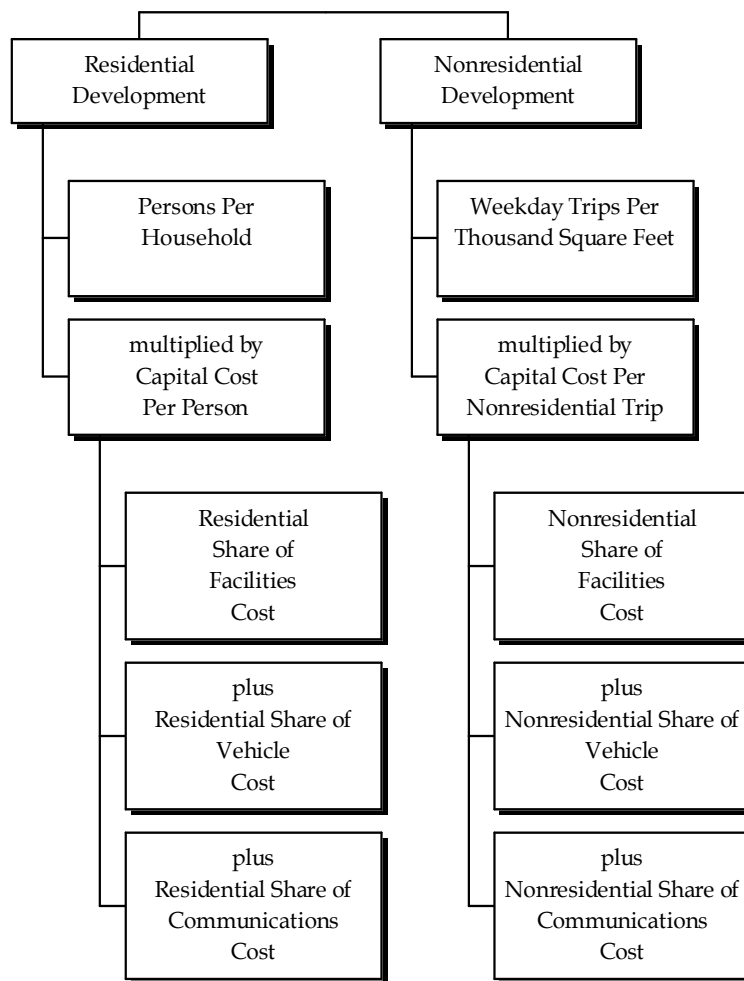 Residential
Development
Nonresidential
Development
Persons Per
Household
Weekday Trips Per
Thousand Square Feet
multiplied by
Capital Cost
Per Person
multiplied by
Capital Cost Per
Nonresidential Trip
Residential
Share of
Facilities
Cost
Nonresidential
Share of
Facilities
Cost
plus
Residential Share of
Vehicle
Cost
plus
Nonresidential Share of
Vehicle
Cost
plus
Residential Share of
Communications
Cost
plus
Nonresidential Share of
Communications
Cost